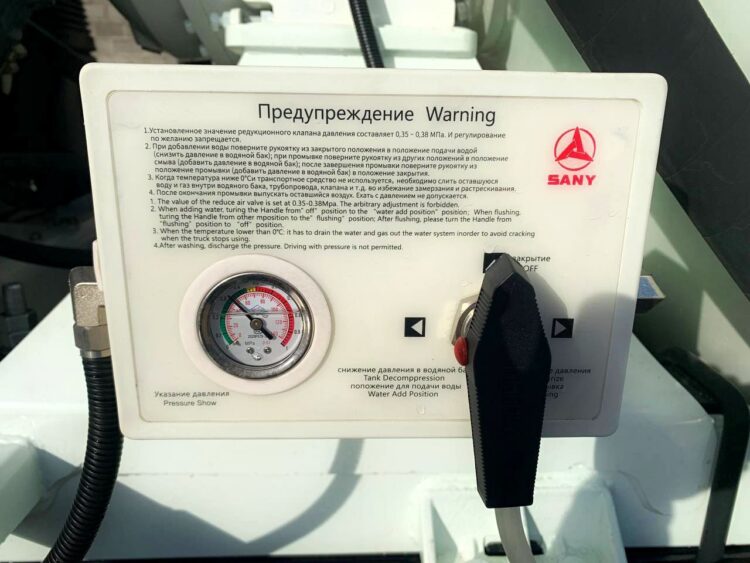 Предупреждение Warning
1.Установленное значение редукционного клапана давления составляет 0,35 - 0,38 МПа. И регулирование
по желанию запрещается.
2. При добавлении воды поверните рукоятку из закрытого положения в положение подачи водой
(снизить давление в водяной бак); при промывке поверните рукоятку из других положений в положение
смыва (добавить давление в водяной бак); после завершения промывки поверните рукоятку из
положение промывки (добавить давление в водяной бак) в положение закрытия.
3. Когда температура ниже 0°С и транспортное средство не используется, необходимо слить оставшуюся
воду и газ внутри водяного бака, трубопровода, клапана и т.д. во избежание замерзания и растрескивания.
4. После окончания промывки выпускать оставшийся воздух. Ехать с давлением не допускается.
1. The value of the reduce air valve is set at 0.35-0.38Mpa. The arbitrary adjustment is forbidden.
2. When adding water, turing the Handle from" off" position to the "water add position" position; When flushing.
turing the Handle from other mposition to the" flushing" position; After flushing, please turn the Handle from
"flushing" position to "off" position.
3. When the temperature lower than 0℃: it has to drain the water and gas out the water system inorder to avoid cracking
when the truck stops using.
4.After washing, discharge the pressure. Driving with pressure is not permitted.
SANY
закрытие
OFF
снижение давления в водяной бак
Tank Decompression
положение для подачи воды
Water Add Position
давления
Указание давления
Pressure Show
MPa